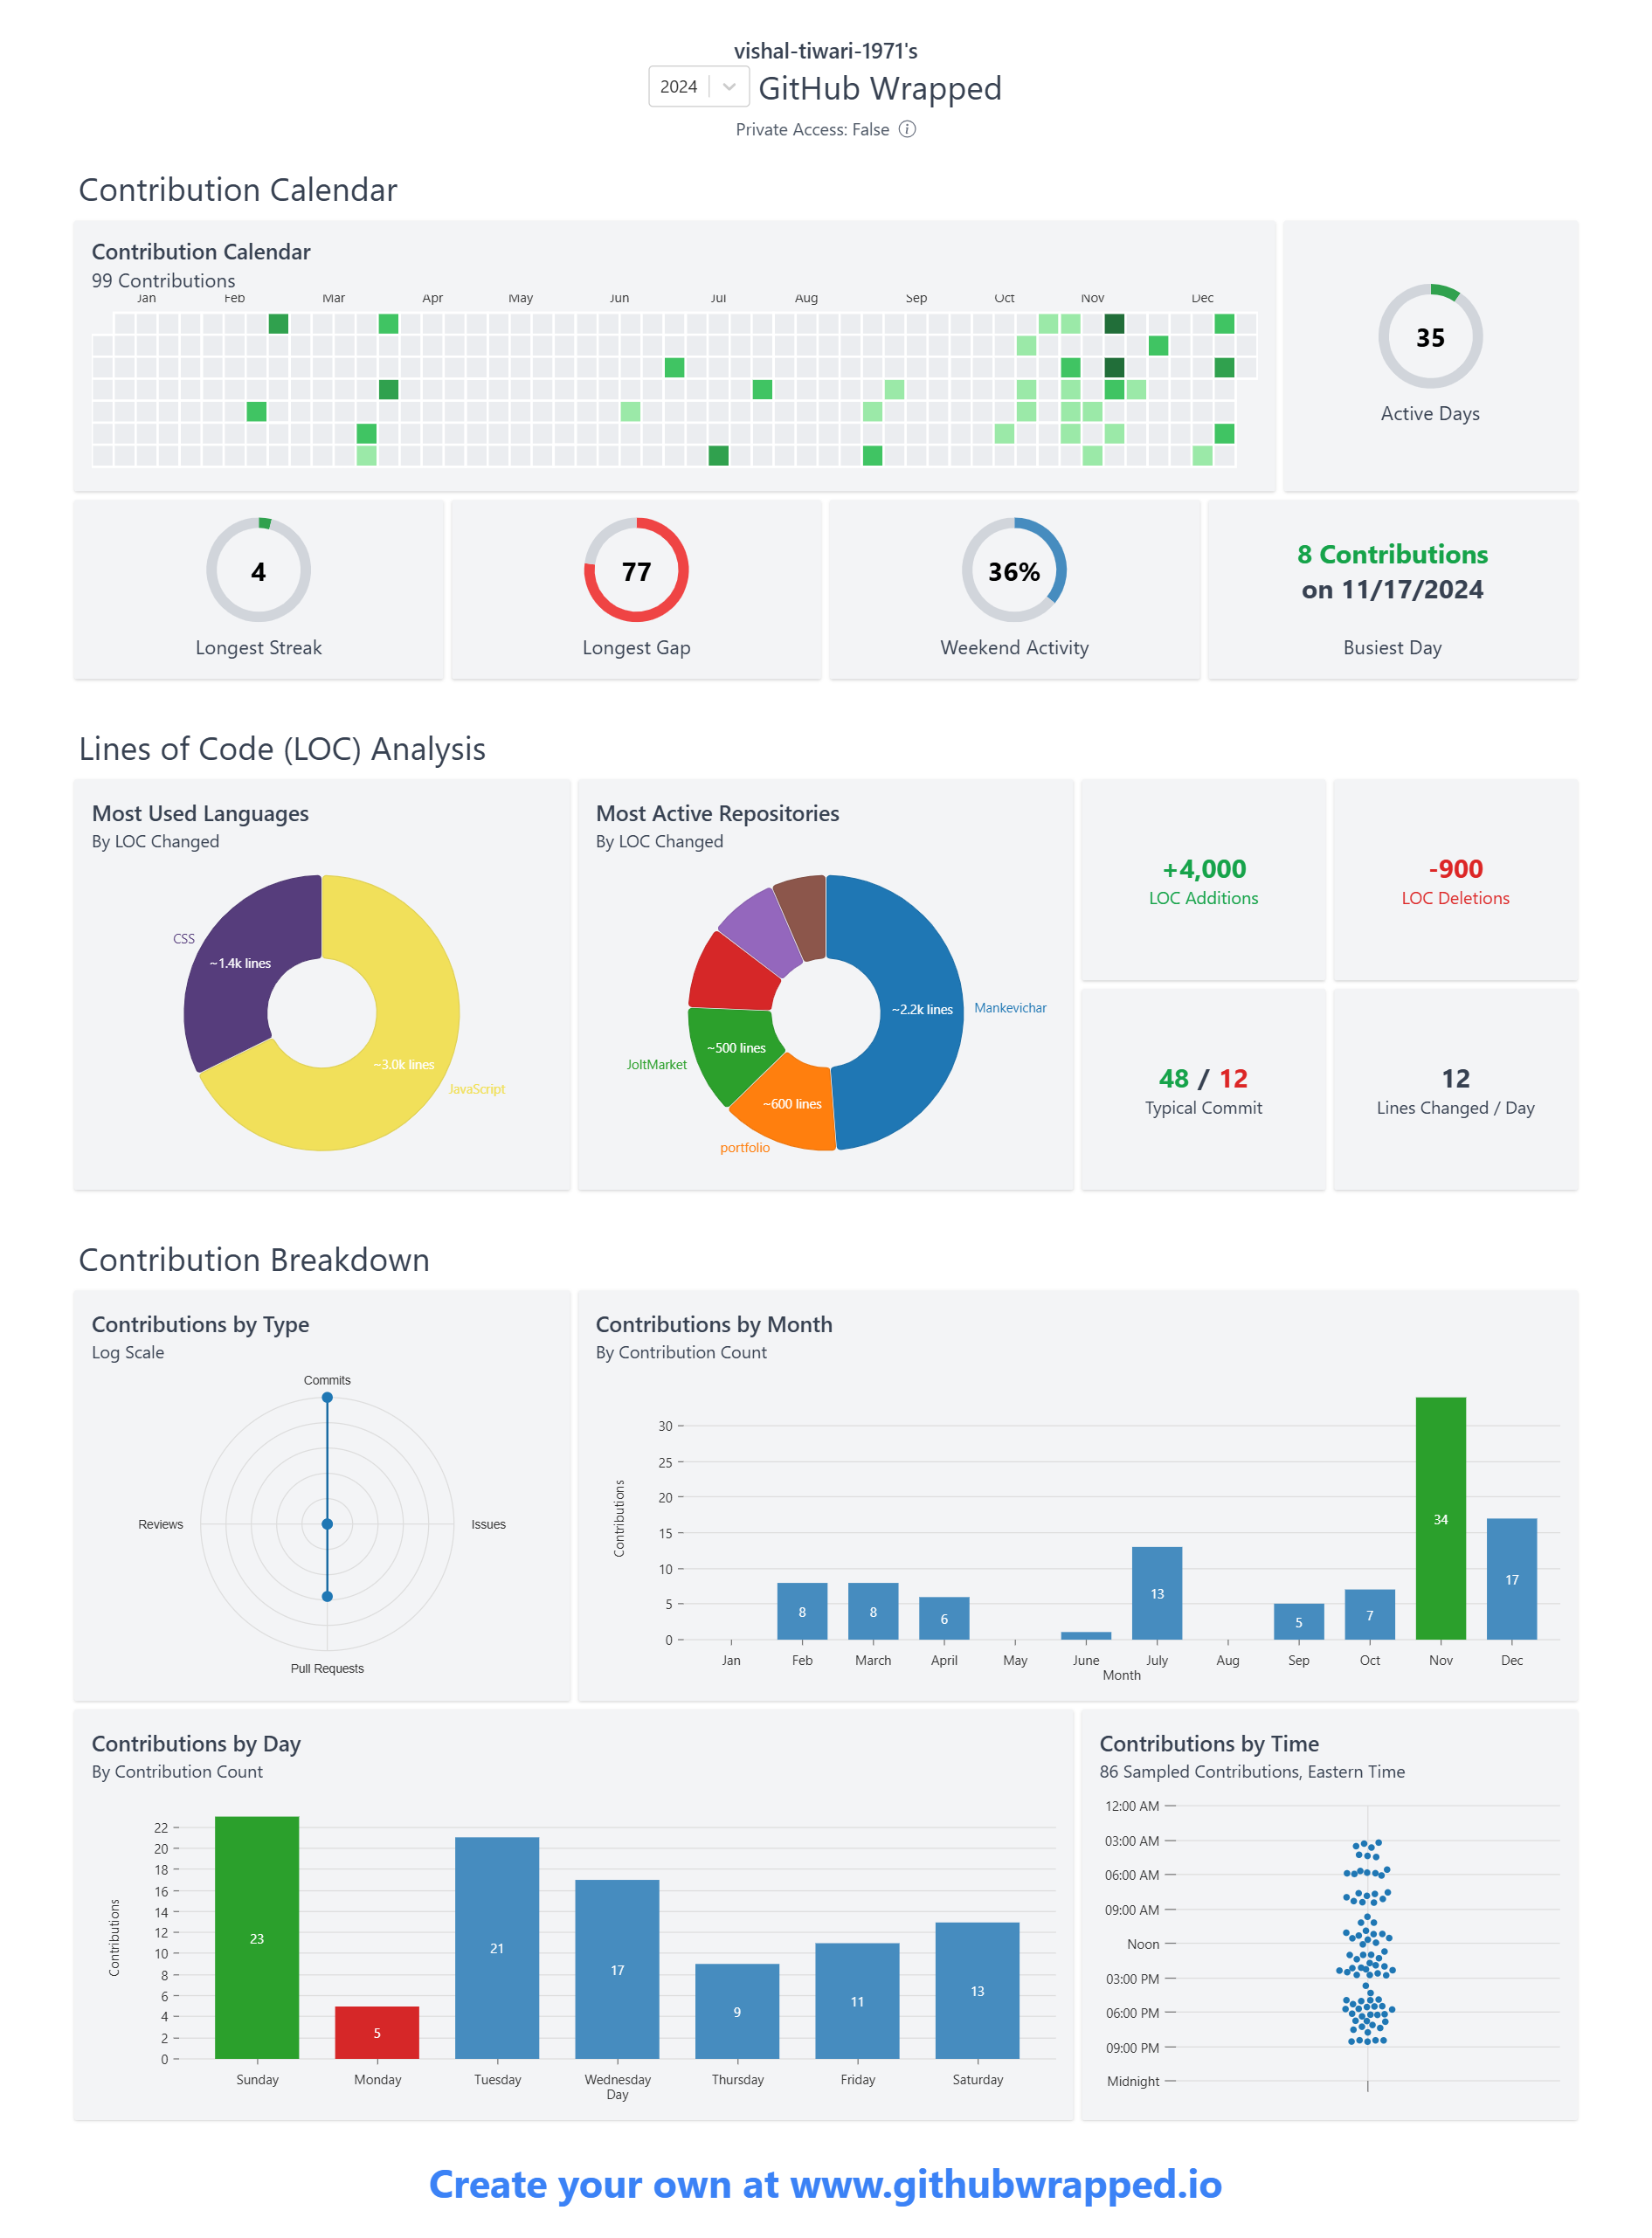 vishal-tiwari-1971's
2024 GitHub Wrapped
Private Access: False
Contribution Calendar
Contribution Calendar
99 Contributions
Jan Feb Mar Apr May Jun Jul Aug Sep Oct Nov Dec
35
Active Days
4
Longest Streak
77
Longest Gap
36%
Weekend Activity
8 Contributions
on 11/17/2024
Busiest Day
Lines of Code (LOC) Analysis
Most Used Languages
By LOC Changed
CSS
~1.4k lines
~3.0k lines
JavaScript
Most Active Repositories
By LOC Changed
~2.2k lines
Mankevichar
JoltMarket
~500 lines
~600 lines
portfolio
+4,000
LOC Additions
-900
LOC Deletions
48 / 12
Typical Commit
12
Lines Changed / Day
Contribution Breakdown
Contributions by Type
Log Scale
Commits
Reviews
Issues
Pull Requests
Contributions by Month
By Contribution Count
30
25
20
15
10
5
0
Contributions
8
8
6
13
5
7
34
17
Jan Feb March April May June July Aug Sep Oct Nov Dec
Month
Contributions by Day
By Contribution Count
22
20
18
16
14
12
10
8
6
4
2
0
Contributions
23
5
21
17
9
11
13
Sunday Monday Tuesday Wednesday Thursday Friday Saturday
Day
Contributions by Time
86 Sampled Contributions, Eastern Time
12:00 AM
03:00 AM
06:00 AM
09:00 AM
Noon
03:00 PM
06:00 PM
09:00 PM
Midnight
Create your own at www.githubwrapped.io